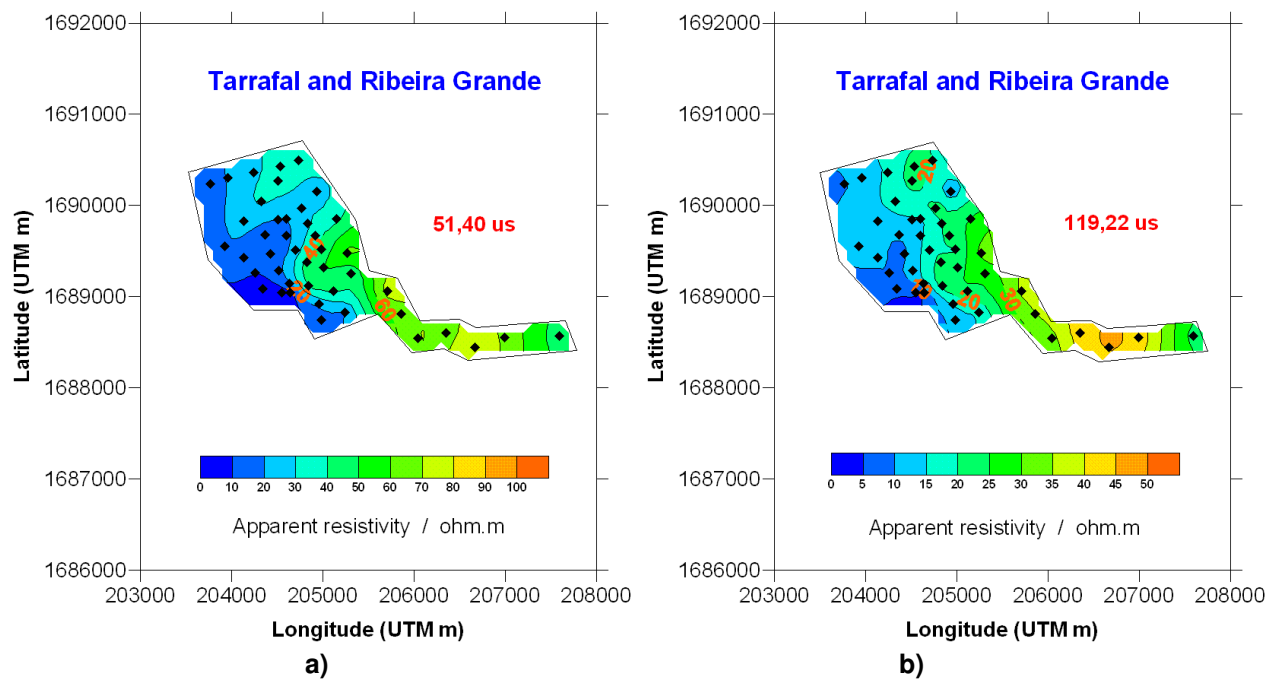 1692000
1691000
1690000
1689000
1688000
1687000
1686000
Latitude (UTM m)
Tarrafal and Ribeira Grande
51,40 us
40
20
60
0 10 20 30 40 50 60 70 80 90 100
Apparent resistivity / ohm.m
203000 204000 205000 206000 207000 208000
Longitude (UTM m)
a)
1692000
1691000
1690000
1689000
1688000
1687000
1686000
Latitude (UTM m)
Tarrafal and Ribeira Grande
119,22 us
20
20
30
0 5 10 15 20 25 30 35 40 45 50
Apparent resistivity / ohm.m
203000 204000 205000 206000 207000 208000
Longitude (UTM m)
b)